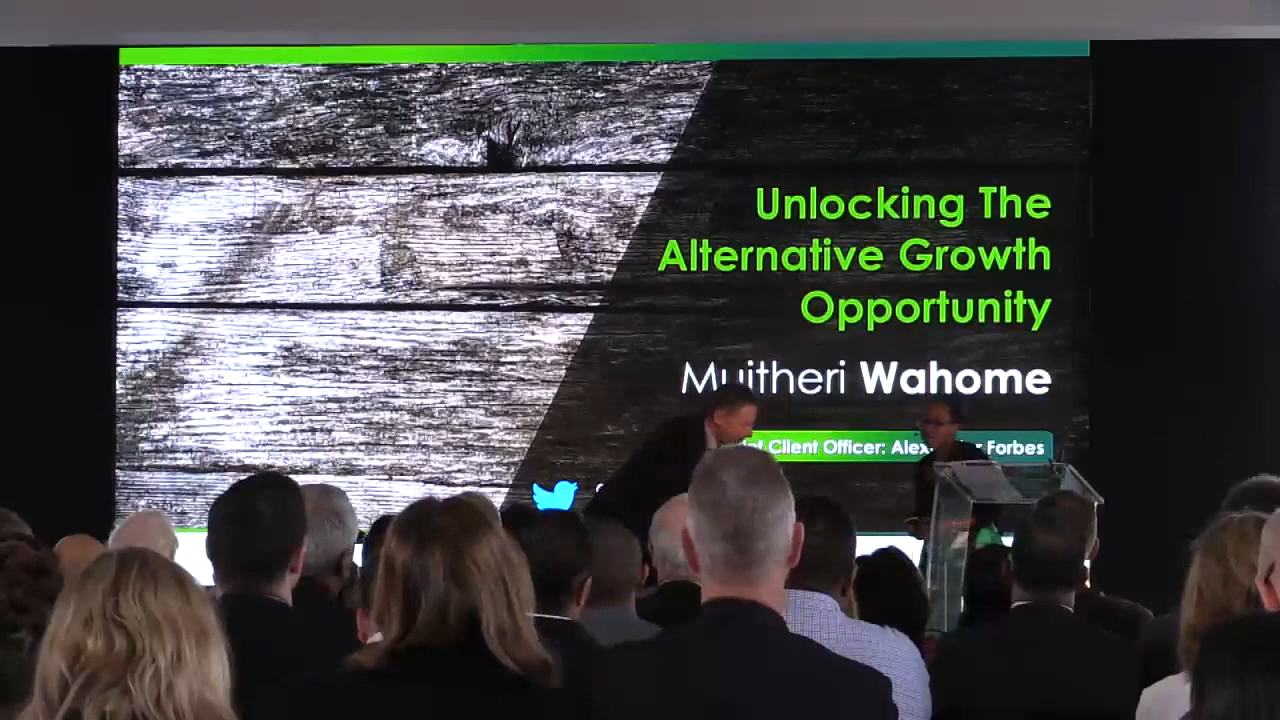 Unlocking The
Alternative Growth
Opportunity
Muitheri Wahome
Client Officer: Forbes